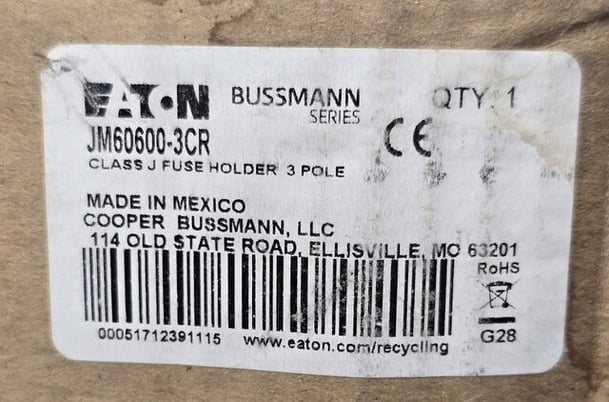 EATON BUSSMANN SERIES QTY. 1
JM60600-3CR CE
CLASS J FUSE HOLDER 3 POLE
MADE IN MEXICO
COOPER BUSSMANN, LLC
114 OLD STATE ROAD, ELLISVILLE, MO 63201
RoHS
00051712391115 www.eaton.com/recycling G28